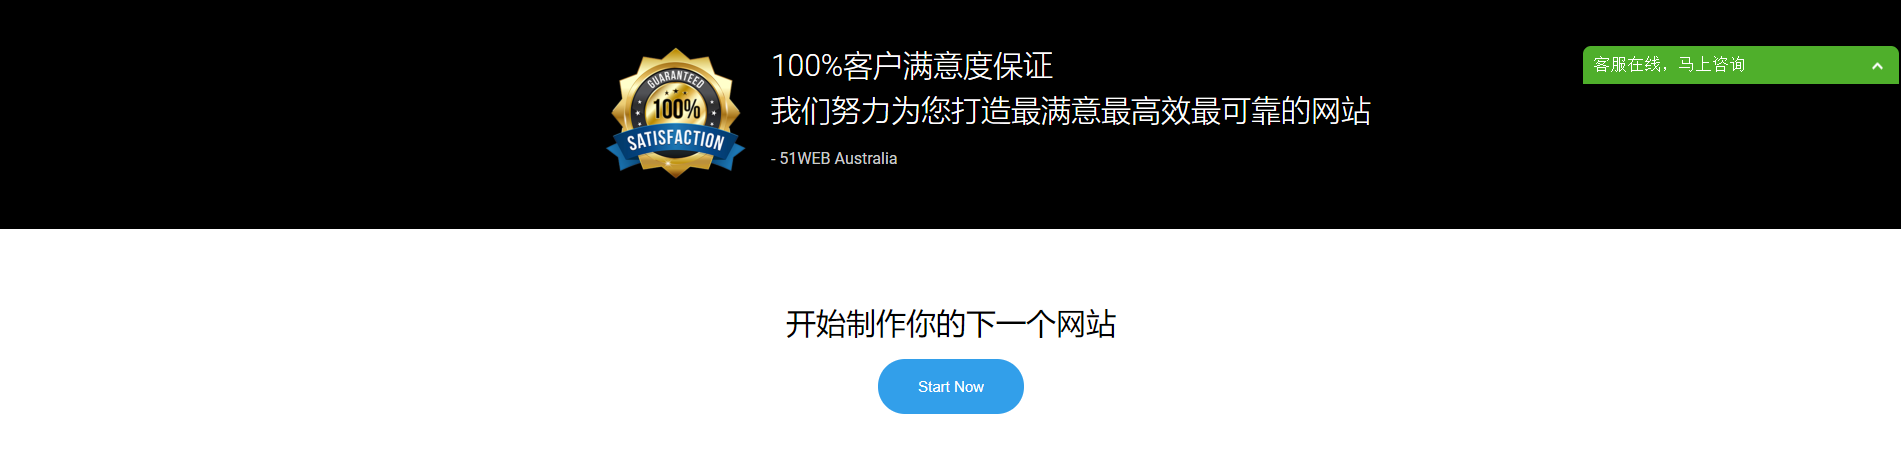 GUARANTEED
100%
SATISFACTION
100%客户满意度保证
我们努力为您打造最满意最高效最可靠的网站
- 51WEB Australia
客服在线，马上咨询
开始制作你的下一个网站
Start Now